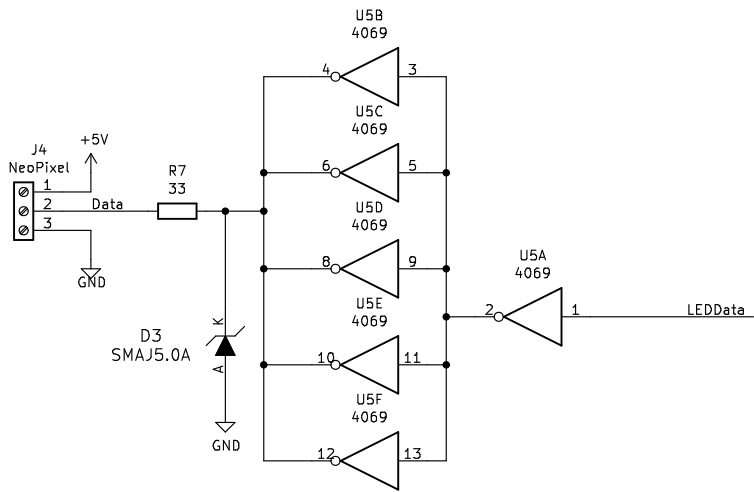 U5B
4069
4
3
U5C
4069
6
5
J4
NeoPixel
+5V
1
2
3
Data
GND
R7
33
U5D
4069
8
9
U5A
4069
2
1
LEDData
U5E
4069
10
11
D3
SMAJ5.0A
K
A
GND
U5F
4069
12
13